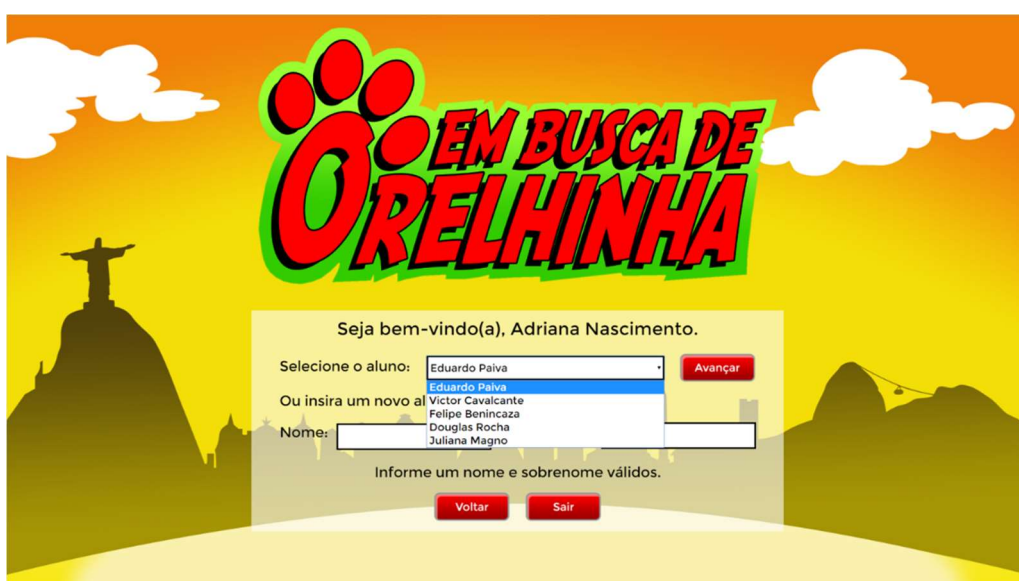 EM BUSCA DE
ORELHINHA
Seja bem-vindo(a), Adriana Nascimento.
Selecione o aluno: Eduardo Paiva Avançar
Eduardo Paiva
Victor Cavalcante
Felipe Benincaza
Douglas Rocha
Juliana Magno
Ou insira um novo al
Nome:
Informe um nome e sobrenome válidos.
Voltar Sair